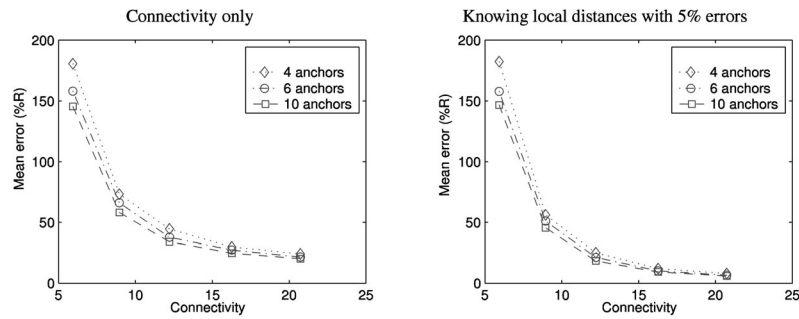 Connectivity only
200
150
100
50
0
Mean error (%R)
4 anchors
6 anchors
10 anchors
5 10 15 20 25
Connectivity
Knowing local distances with 5% errors
200
150
100
50
0
Mean error (%R)
4 anchors
6 anchors
10 anchors
5 10 15 20 25
Connectivity